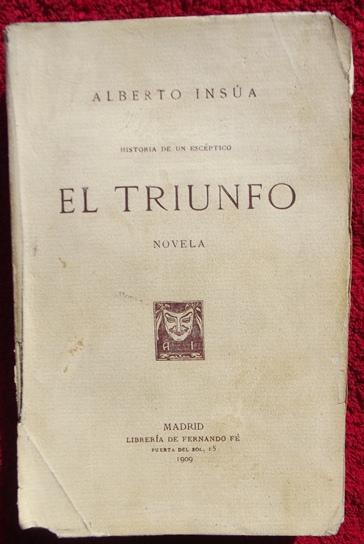 ALBERTO INSÚA
HISTORIA DE UN ESCÉPTICO
EL TRIUNFO
NOVELA
A I
MADRID
LIBRERÍA DE FERNANDO FÉ
PUERTA DEL SOL, 15
1909